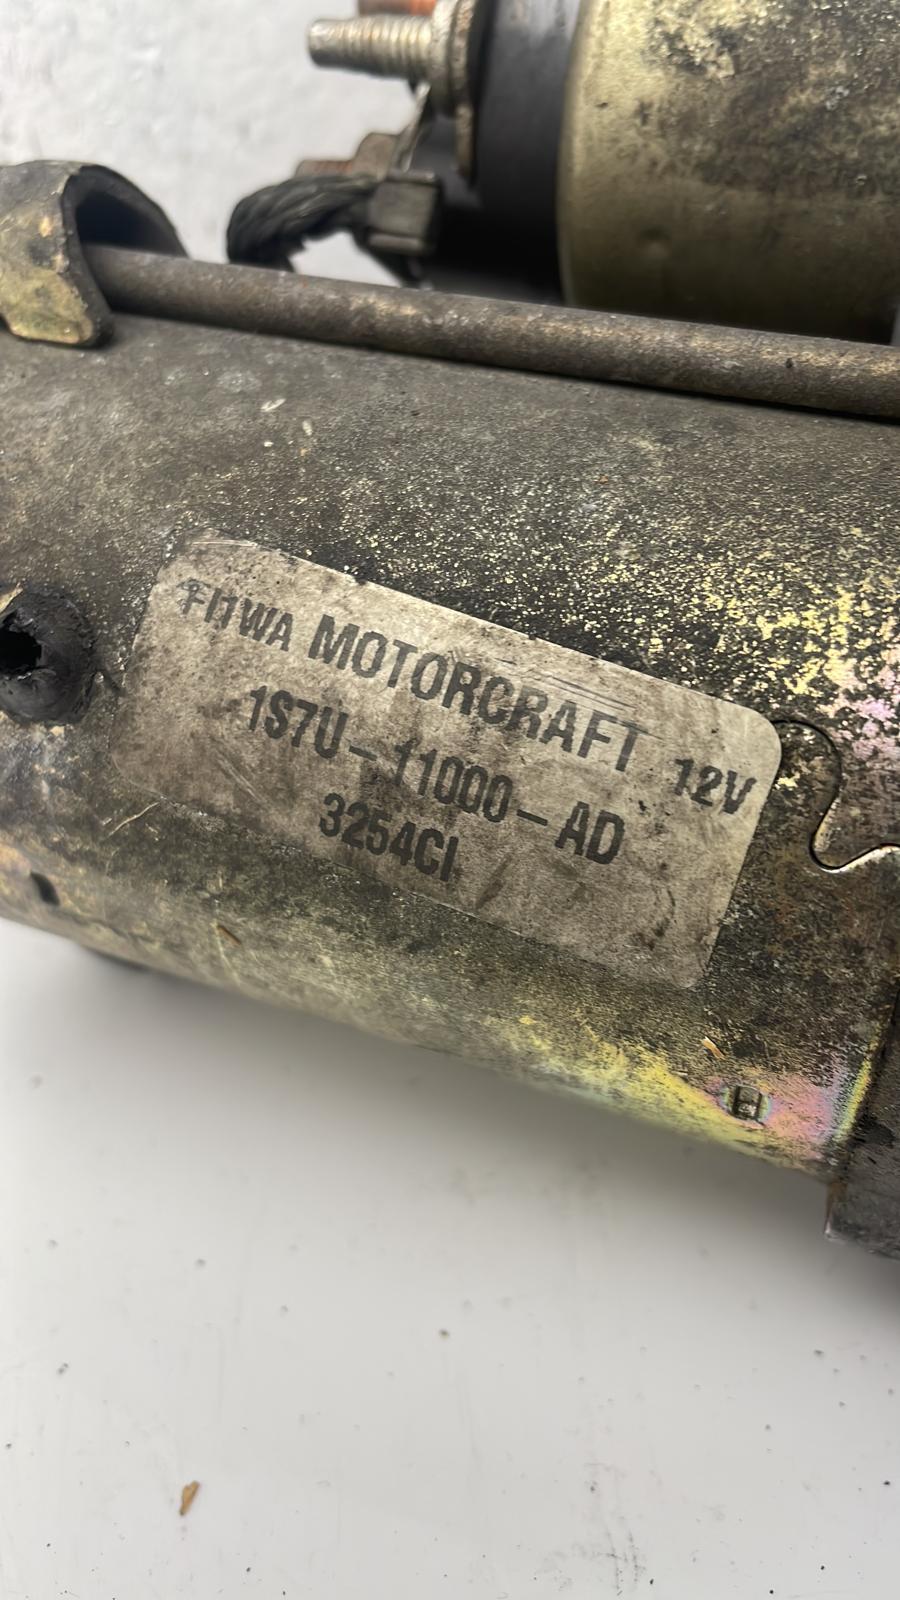 MOTORCRAFT 12V
1S7U-11000-AD
3254CI
H